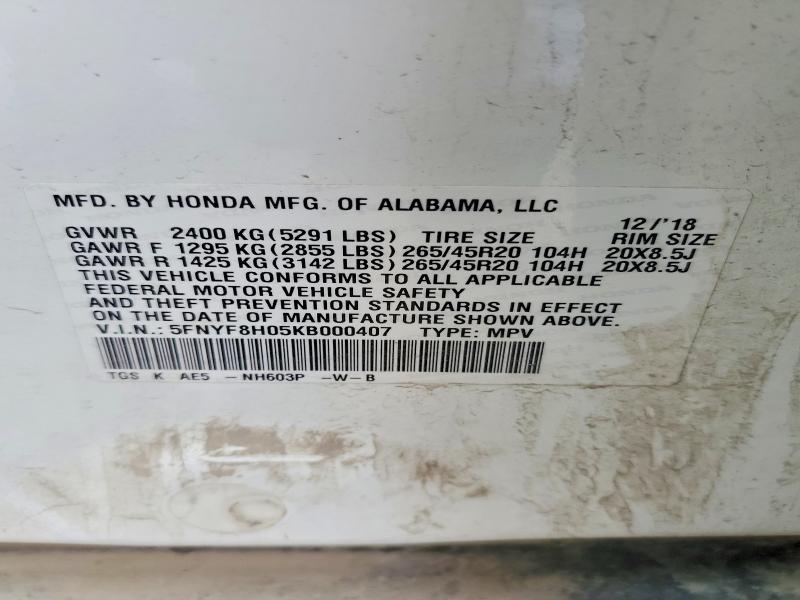 MFD. BY HONDA MFG. OF ALABAMA, LLC
12/'18
GVWR 2400 KG(5291 LBS) TIRE SIZE RIM SIZE
GAWR F 1295 KG(2855 LBS) 265/45R20 104H 20X8.5J
GAWR R 1425 KG(3142 LBS) 265/45R20 104H 20X8.5J
THIS VEHICLE CONFORMS TO ALL APPLICABLE
FEDERAL MOTOR VEHICLE SAFETY
AND THEFT PREVENTION STANDARDS IN EFFECT
ON THE DATE OF MANUFACTURE SHOWN ABOVE.
V.I.N.: 5FNYF8H05KB000407 TYPE: MPV
TGS K AE5 -NH603P -W-B